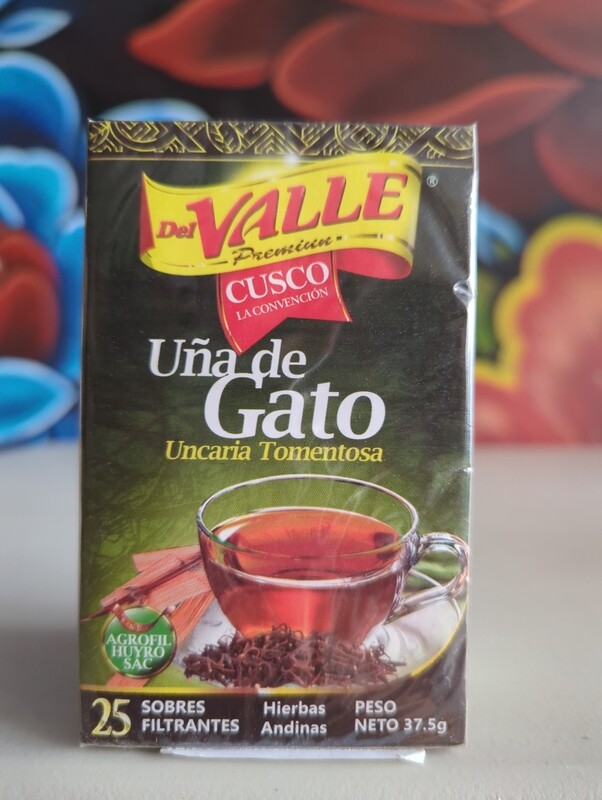 Del VALLE ®
Premiun
CUSCO
LA CONVENCIÓN
Uña de
Gato
Uncaria Tomentosa
AGROFIL
HUYRO
SAC
25 SOBRES
FILTRANTES
Hierbas
Andinas
PESO
NETO 37.5g